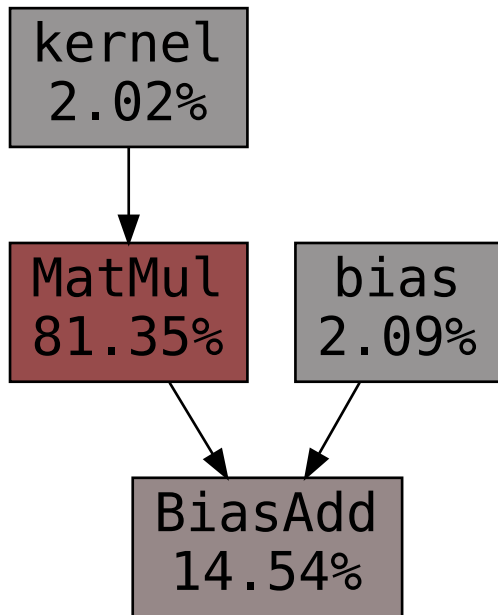 kernel
2.02%
MatMul
81.35%
bias
2.09%
BiasAdd
14.54%